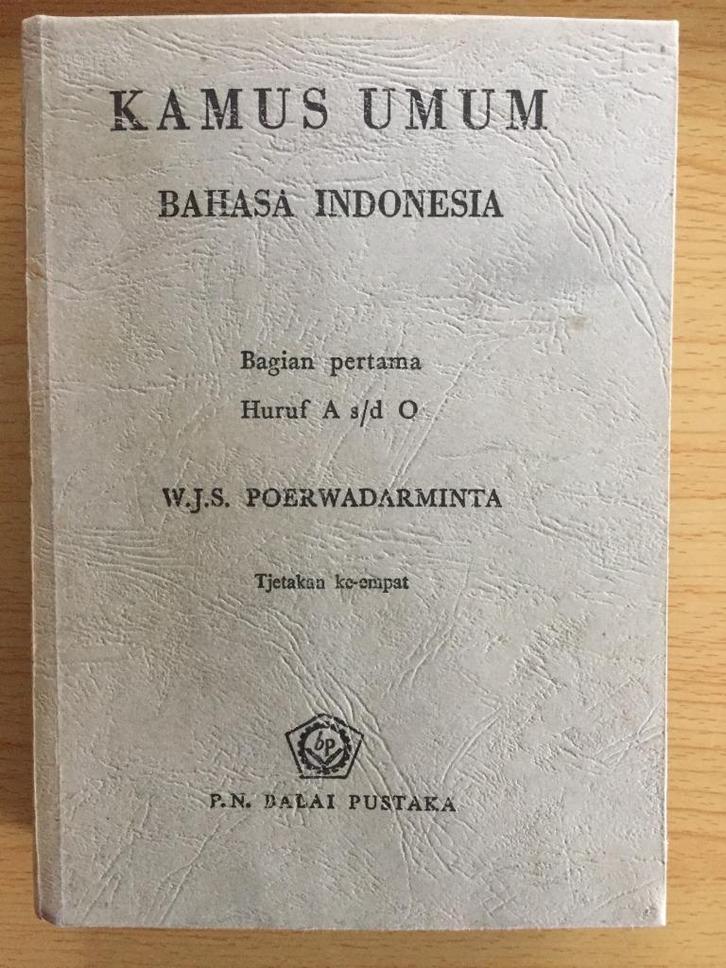 KAMUS UMUM
BAHASA INDONESIA
Bagian pertama
Huruf A s/d O
W.J.S. POERWADARMINTA
Tjetakan ke-empat
bp
P.N. BALAI PUSTAKA